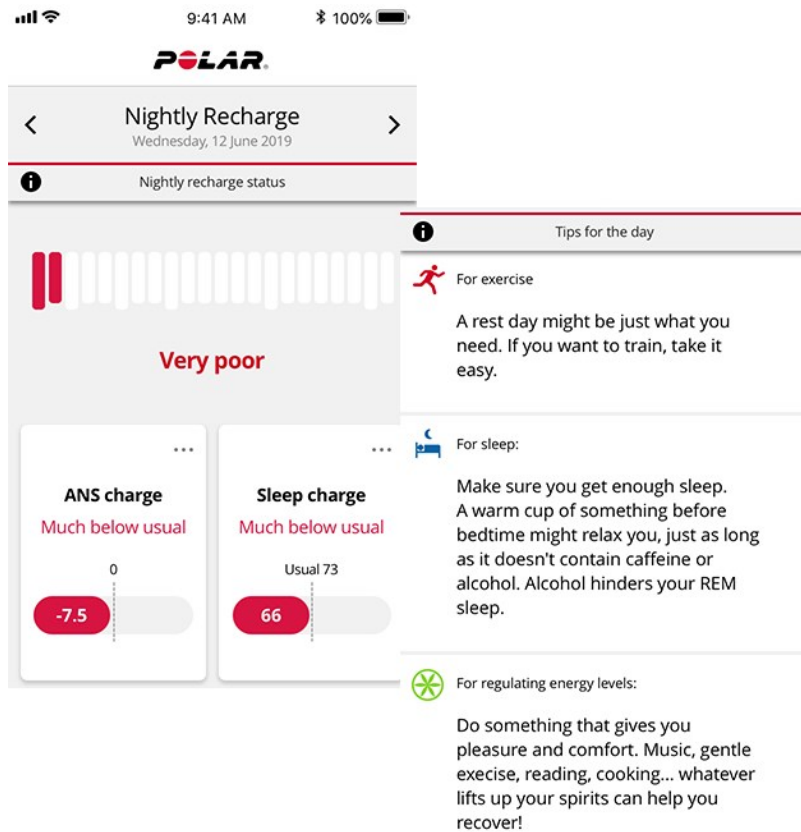 9:41 AM
100%
POLAR
Nightly Recharge
Wednesday, 12 June 2019
Nightly recharge status
Very poor
ANS charge
Much below usual
0
-7.5
Sleep charge
Much below usual
Usual 73
66
Tips for the day
For exercise
A rest day might be just what you
need. If you want to train, take it
easy.
For sleep:
Make sure you get enough sleep.
A warm cup of something before
bedtime might relax you, just as long
as it doesn't contain caffeine or
alcohol. Alcohol hinders your REM
sleep.
For regulating energy levels:
Do something that gives you
pleasure and comfort. Music, gentle
execise, reading, cooking... whatever
lifts up your spirits can help you
recover!